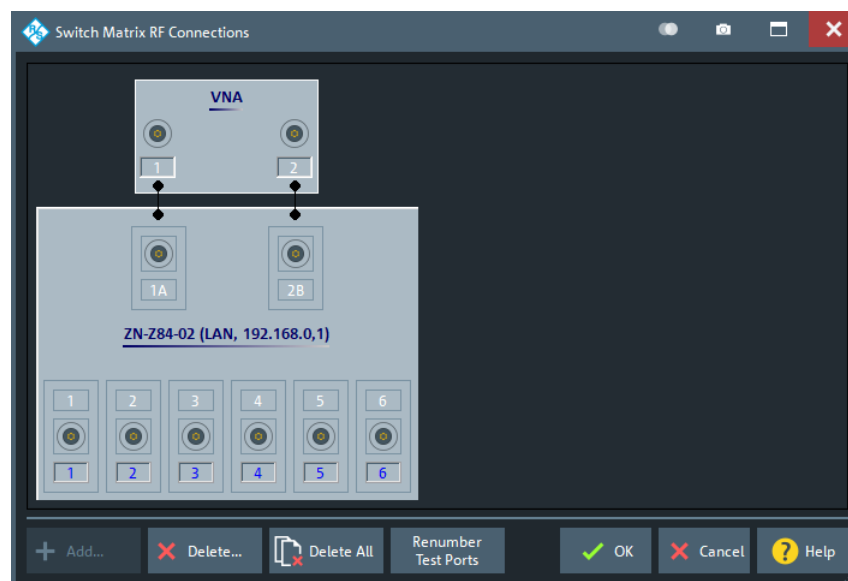 Switch Matrix RF Connections
VNA
1 2
1A 2B
ZN-Z84-02 (LAN, 192.168.0,1)
1 2 3 4 5 6
1 2 3 4 5 6
Add... Delete... Delete All Renumber
Test Ports OK Cancel Help